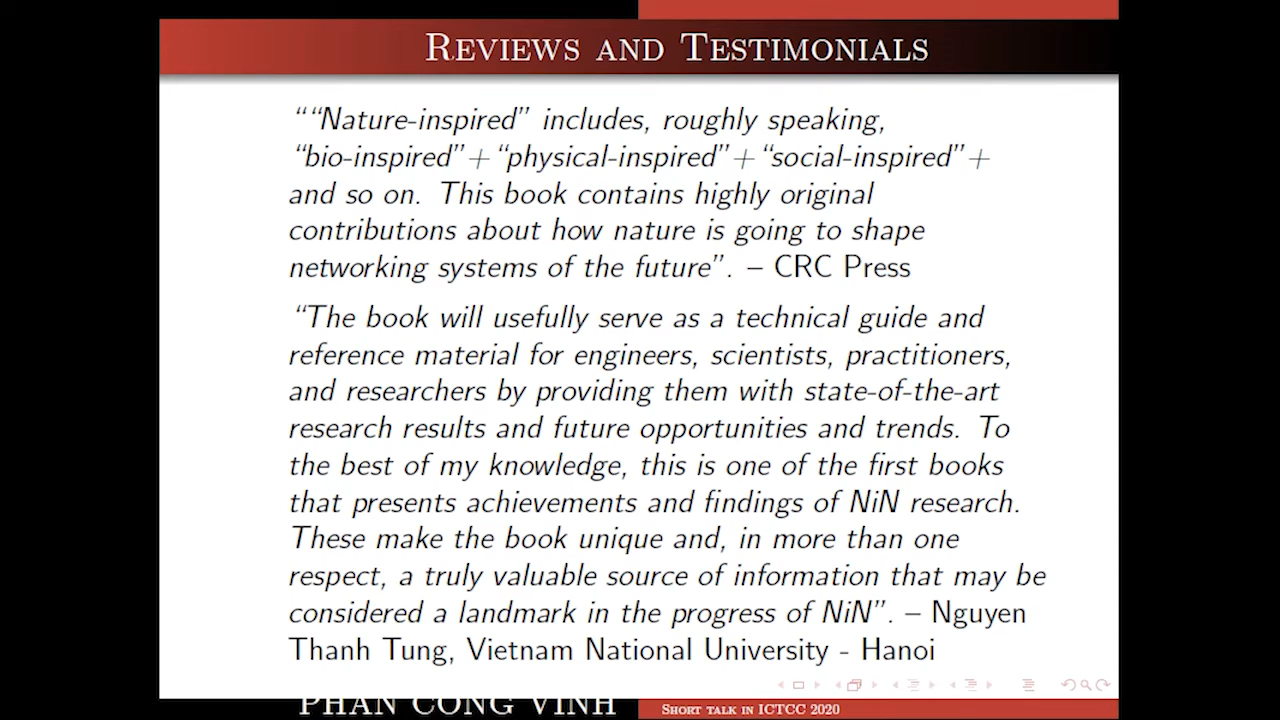 Reviews and Testimonials
““Nature-inspired” includes, roughly speaking,
“bio-inspired”+“physical-inspired”+“social-inspired”+
and so on. This book contains highly original
contributions about how nature is going to shape
networking systems of the future”. – CRC Press
“The book will usefully serve as a technical guide and
reference material for engineers, scientists, practitioners,
and researchers by providing them with state-of-the-art
research results and future opportunities and trends. To
the best of my knowledge, this is one of the first books
that presents achievements and findings of NiN research.
These make the book unique and, in more than one
respect, a truly valuable source of information that may be
considered a landmark in the progress of NiN”. – Nguyen
Thanh Tung, Vietnam National University - Hanoi
PHAN CONG VINH
Short talk in ICTCC 2020